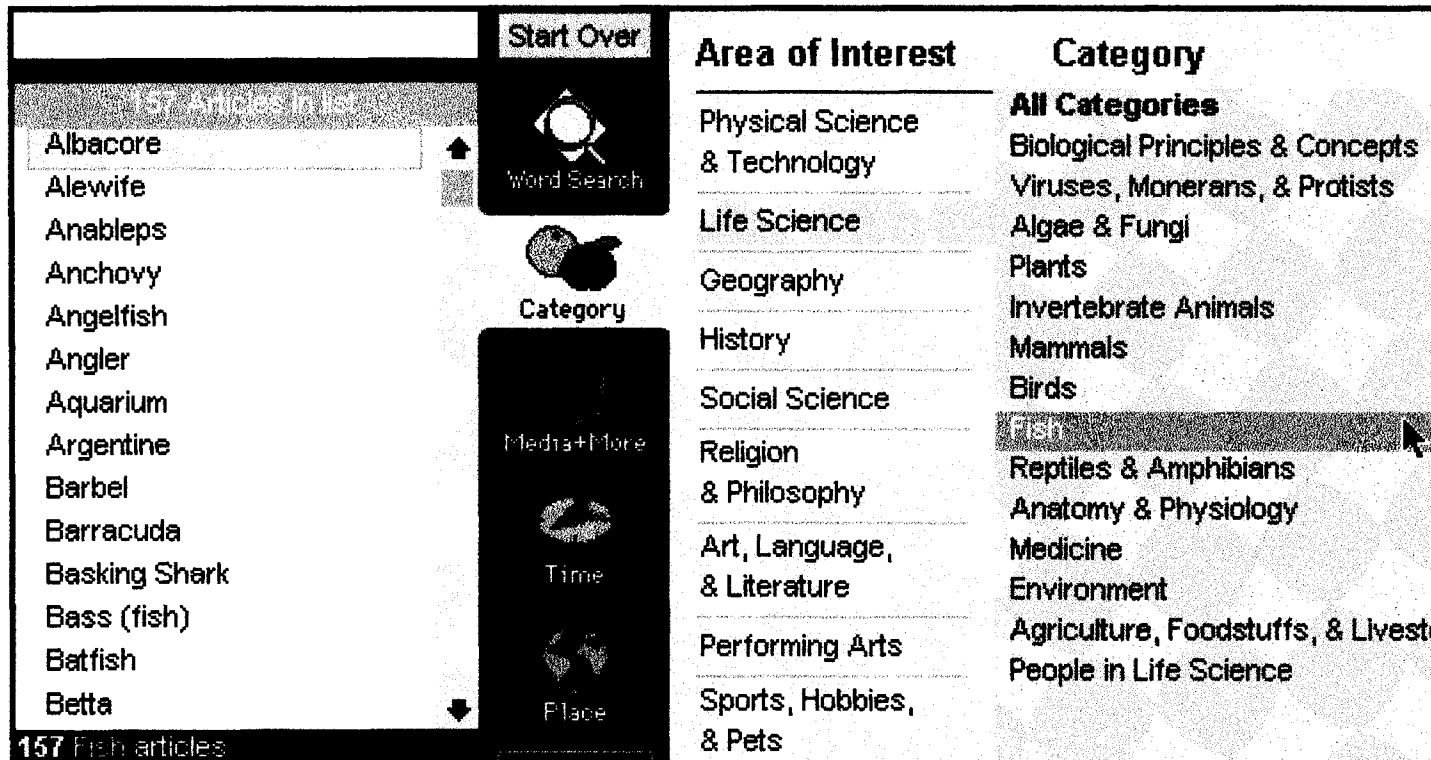 157 Articles in list
Albacore
Alewife
Anableps
Anchovy
Angelfish
Angler
Aquarium
Argentine
Barbel
Barracuda
Basking Shark
Bass (fish)
Batfish
Betta
157 Fish articles
Start Over
Word Search
Category
Media+More
Time
Place
Area of Interest
Physical Science
& Technology
Life Science
Geography
History
Social Science
Religion
& Philosophy
Art, Language,
& Literature
Performing Arts
Sports, Hobbies,
& Pets
Category
All Categories
Biological Principles & Concepts
Viruses, Monerans, & Protists
Algae & Fungi
Plants
Invertebrate Animals
Mammals
Birds
Fish
Reptiles & Amphibians
Anatomy & Physiology
Medicine
Environment
Agriculture, Foodstuffs, & Livest
People in Life Science